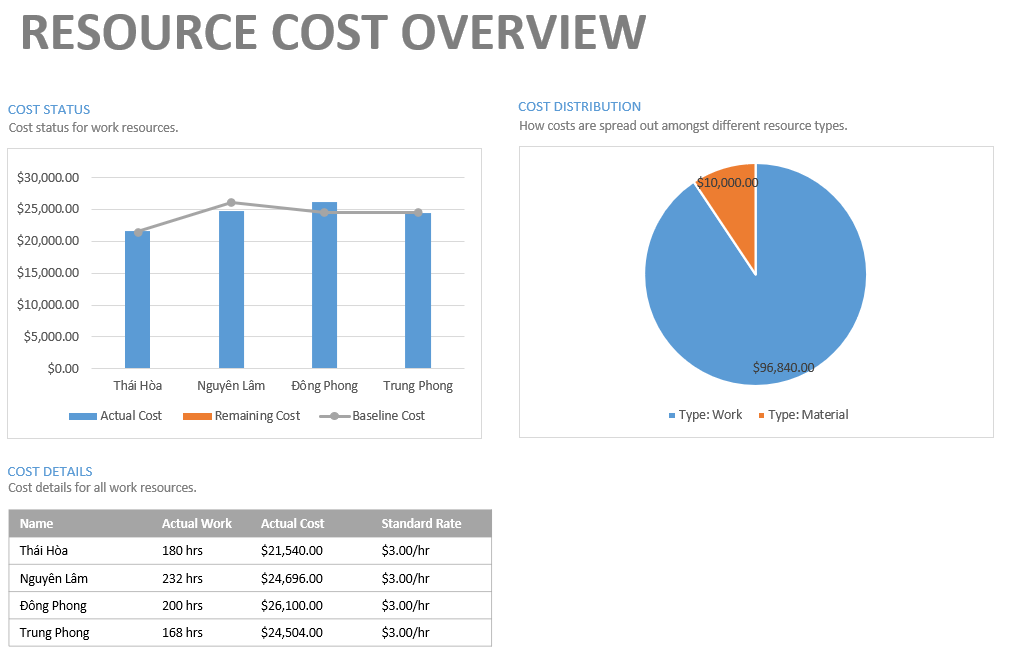 RESOURCE COST OVERVIEW
COST STATUS
Cost status for work resources.
$30,000.00
$25,000.00
$20,000.00
$15,000.00
$10,000.00
$5,000.00
$0.00
Thái Hòa Nguyên Lâm Đông Phong Trung Phong
Actual Cost Remaining Cost Baseline Cost
COST DISTRIBUTION
How costs are spread out amongst different resource types.
$10,000.00
$96,840.00
Type: Work Type: Material
COST DETAILS
Cost details for all work resources.
Name Actual Work Actual Cost Standard Rate
Thái Hòa 180 hrs $21,540.00 $3.00/hr
Nguyên Lâm 232 hrs $24,696.00 $3.00/hr
Đông Phong 200 hrs $26,100.00 $3.00/hr
Trung Phong 168 hrs $24,504.00 $3.00/hr